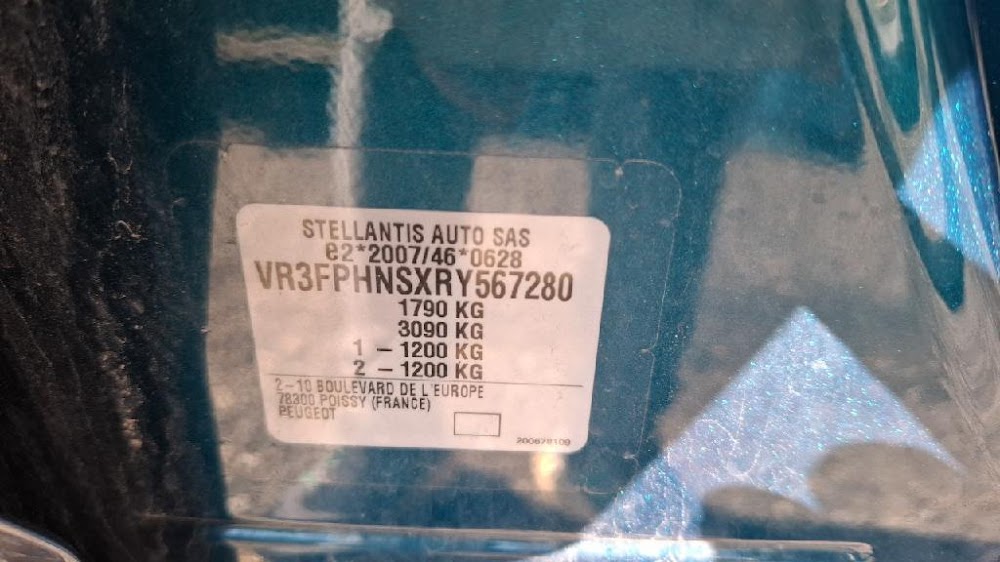 STELLANTIS AUTO SAS
e2*2007/46*0628
VR3FPHNSXRY567280
1790 KG
3090 KG
1 – 1200 KG
2 – 1200 KG
2–10 BOULEVARD DE L'EUROPE
78300 POISSY (FRANCE)
PEUGEOT